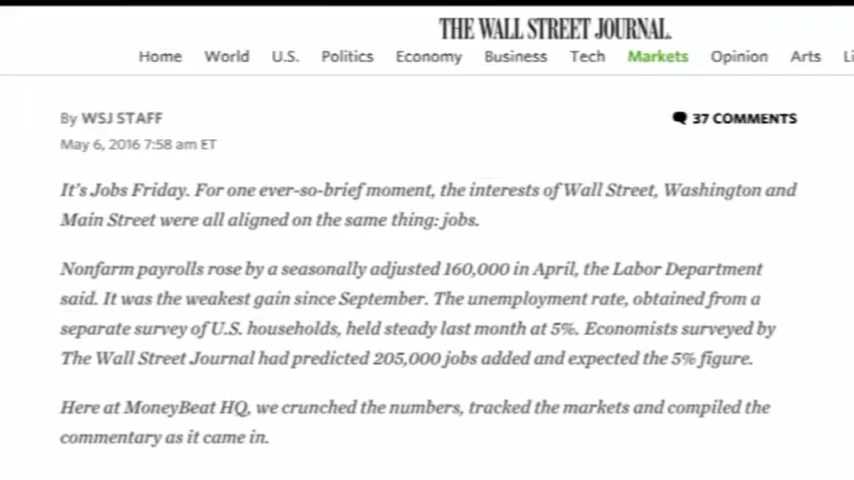 THE WALL STREET JOURNAL.
Home World U.S. Politics Economy Business Tech Markets Opinion Arts Li
By WSJ STAFF
37 COMMENTS
May 6, 2016 7:58 am ET
It's Jobs Friday. For one ever-so-brief moment, the interests of Wall Street, Washington and
Main Street were all aligned on the same thing: jobs.
Nonfarm payrolls rose by a seasonally adjusted 160,000 in April, the Labor Department
said. It was the weakest gain since September. The unemployment rate, obtained from a
separate survey of U.S. households, held steady last month at 5%. Economists surveyed by
The Wall Street Journal had predicted 205,000 jobs added and expected the 5% figure.
Here at MoneyBeat HQ, we crunched the numbers, tracked the markets and compiled the
commentary as it came in.